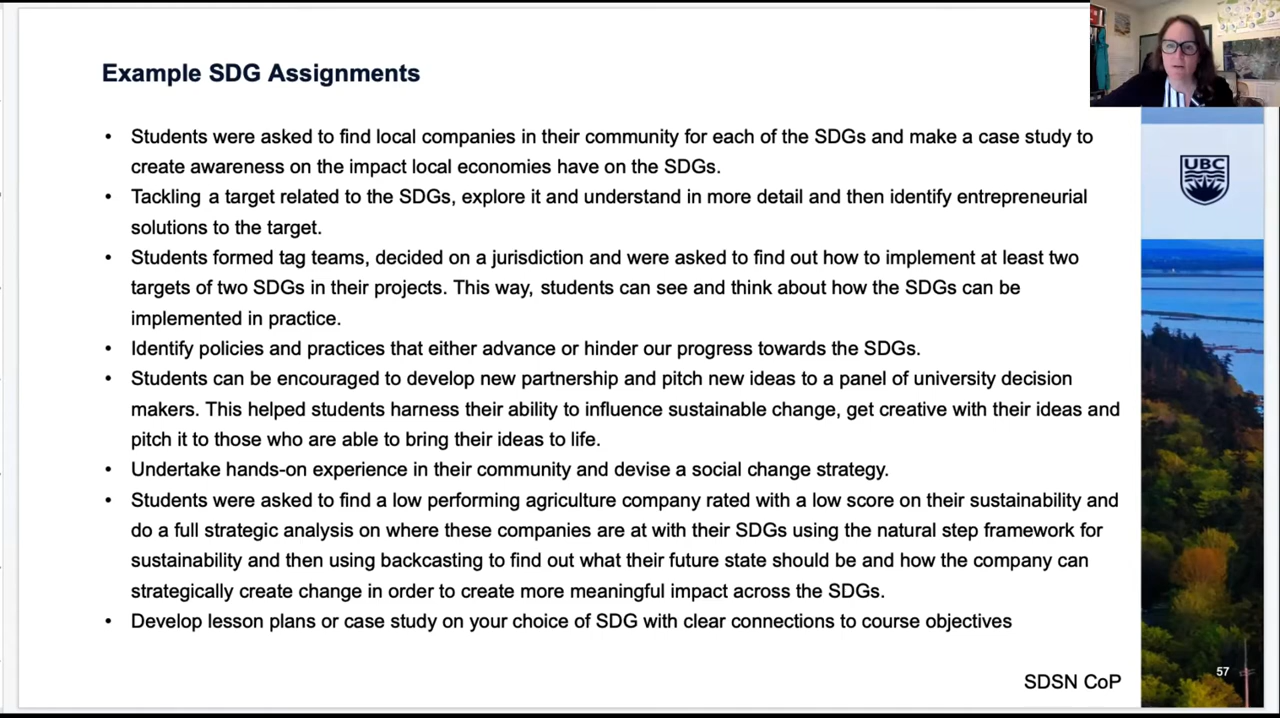 Example SDG Assignments
• Students were asked to find local companies in their community for each of the SDGs and make a case study to
create awareness on the impact local economies have on the SDGs.
• Tackling a target related to the SDGs, explore it and understand in more detail and then identify entrepreneurial
solutions to the target.
• Students formed tag teams, decided on a jurisdiction and were asked to find out how to implement at least two
targets of two SDGs in their projects. This way, students can see and think about how the SDGs can be
implemented in practice.
• Identify policies and practices that either advance or hinder our progress towards the SDGs.
• Students can be encouraged to develop new partnership and pitch new ideas to a panel of university decision
makers. This helped students harness their ability to influence sustainable change, get creative with their ideas and
pitch it to those who are able to bring their ideas to life.
• Undertake hands-on experience in their community and devise a social change strategy.
• Students were asked to find a low performing agriculture company rated with a low score on their sustainability and
do a full strategic analysis on where these companies are at with their SDGs using the natural step framework for
sustainability and then using backcasting to find out what their future state should be and how the company can
strategically create change in order to create more meaningful impact across the SDGs.
• Develop lesson plans or case study on your choice of SDG with clear connections to course objectives
SDSN CoP
UBC
57